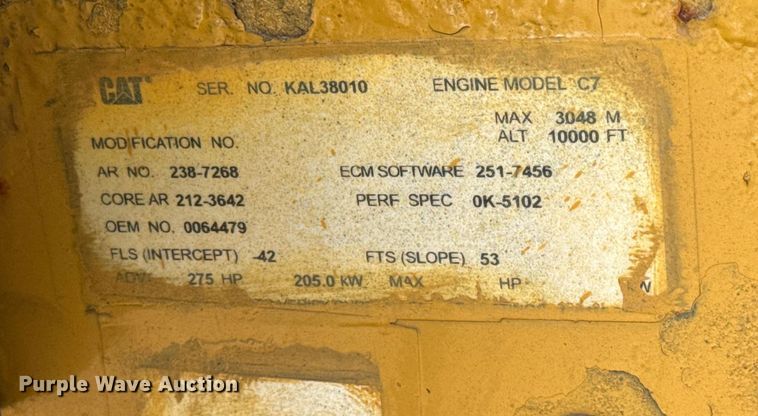 CAT SER. NO. KAL38010 ENGINE MODEL C7
MAX 3048 M
MODIFICATION NO. ALT 10000 FT
AR NO. 238-7268 ECM SOFTWARE 251-7456
CORE AR 212-3642 PERF SPEC 0K-5102
OEM NO. 0064479
FLS (INTERCEPT) -42 FTS (SLOPE) 53
ADV 275 HP 205.0 KW MAX HP
Purple Wave Auction